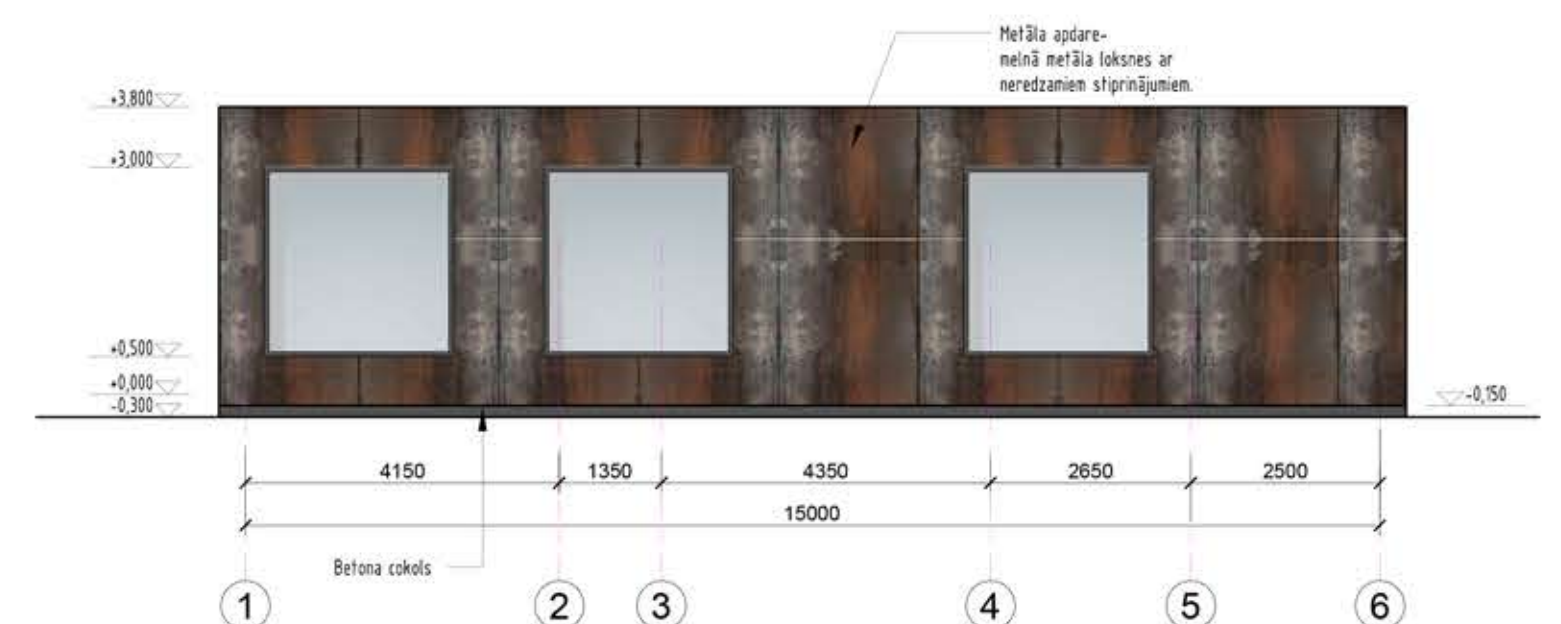 Metāla apdare-
melnā metāla loksnes ar
neredzamiem stiprinājumiem.
+3,800
+3,000
+0,500
+0,000
-0,300
-0,150
4150 1350 4350 2650 2500
15000
Betona cokols
1 2 3 4 5 6